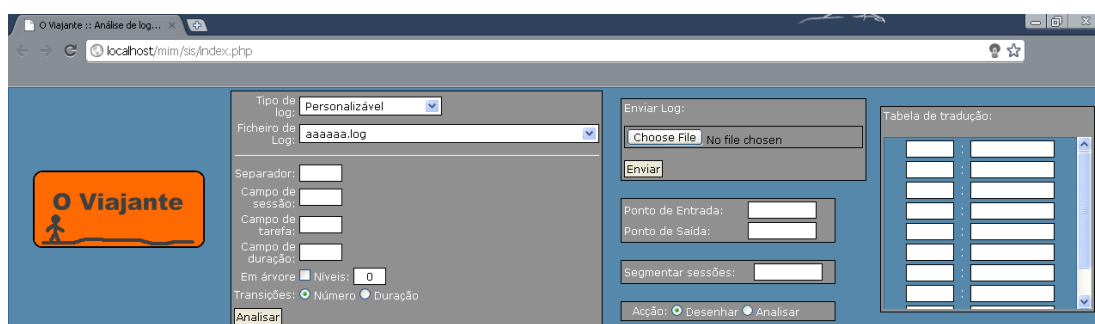 O Viajante :: Análise de log...
localhost/mim/sis/index.php
O Viajante
Tipo de log: Personalizável
Ficheiro de Log: aaaaaa.log
Separador:
Campo de sessão:
Campo de tarefa:
Campo de duração:
Em árvore Níveis: 0
Transições: Número Duração
Analisar
Enviar Log:
Choose File No file chosen
Enviar
Ponto de Entrada:
Ponto de Saída:
Segmentar sessões:
Acção: Desenhar Analisar
Tabela de tradução:
:
:
:
:
:
:
:
: